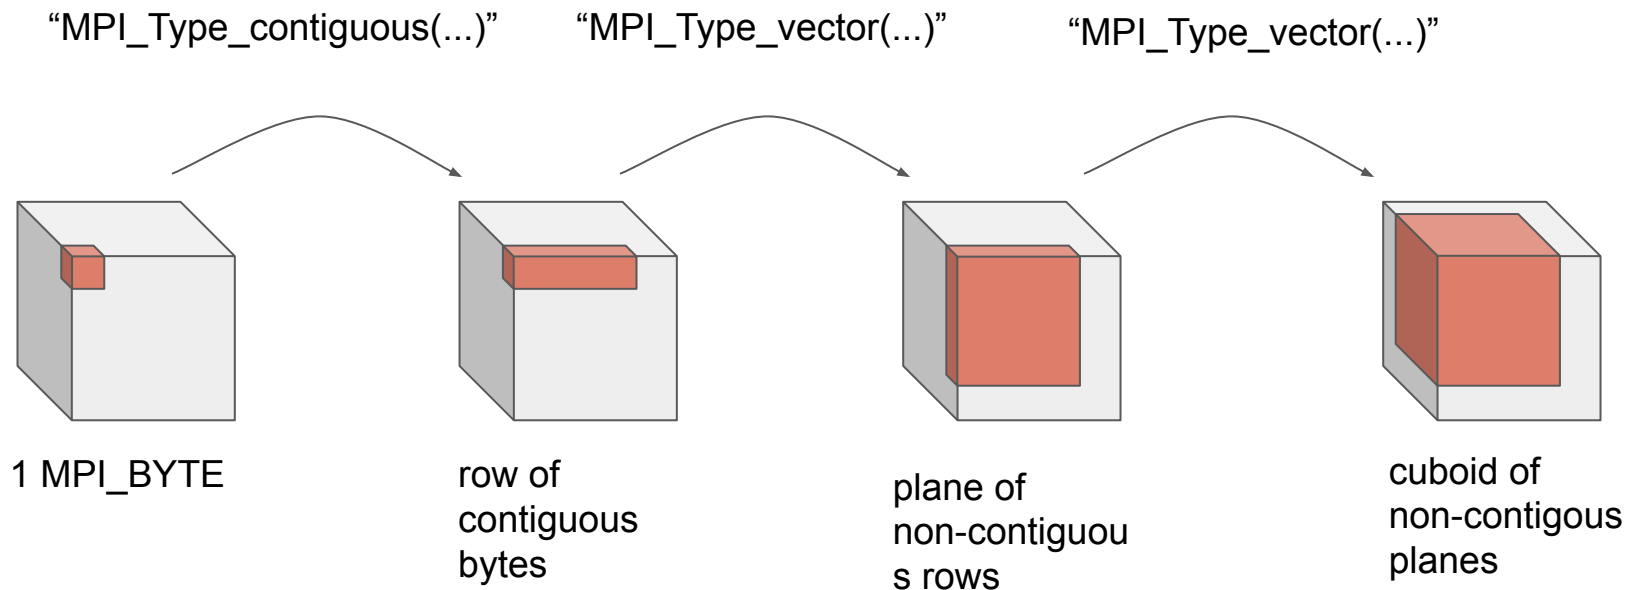 “MPI_Type_contiguous(...)”
“MPI_Type_vector(...)”
“MPI_Type_vector(...)”
1 MPI_BYTE
row of
contiguous
bytes
plane of
non-contiguou
s rows
cuboid of
non-contigous
planes